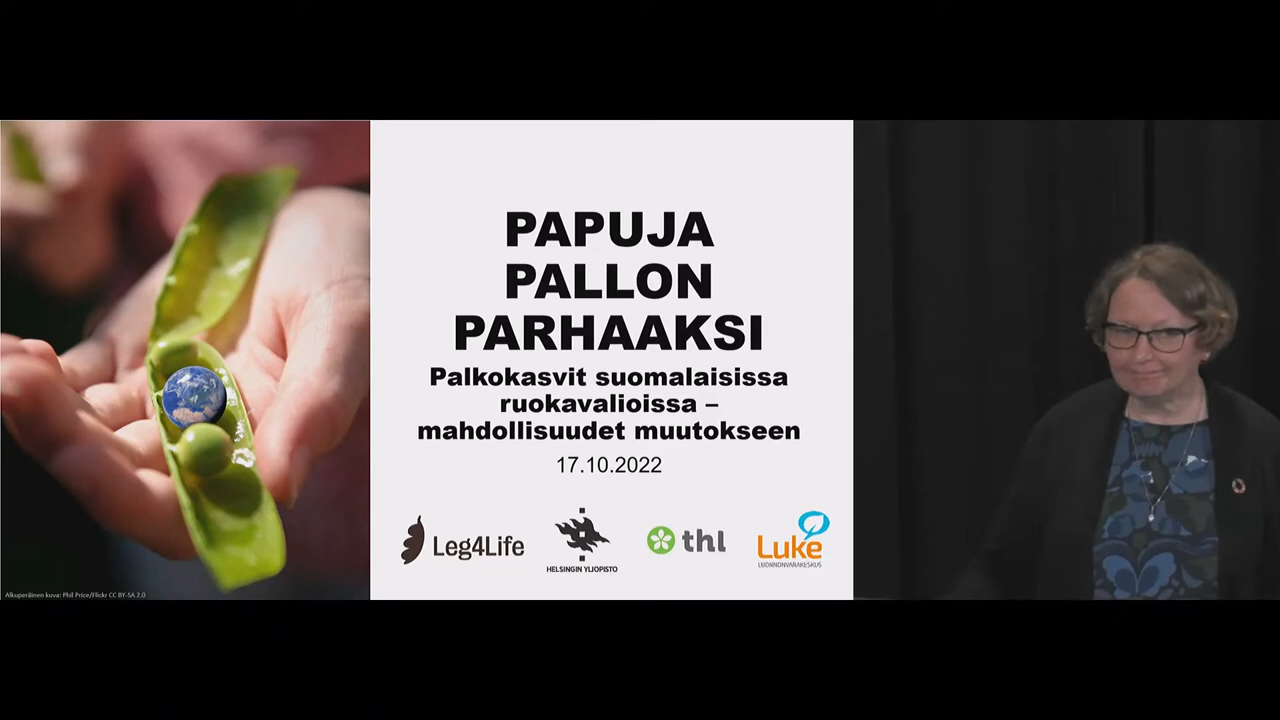 PAPUJA
PALLON
PARHAAKSI
Palkokasvit suomalaisissa
ruokavalioissa –
mahdollisuudet muutokseen
17.10.2022
Leg4Life
HELSINGIN YLIOPISTO
thl
Luke
LUONNONVARAKESKUS
Alkuperäinen kuva: Phil Price/Flickr CC BY-SA 2.0